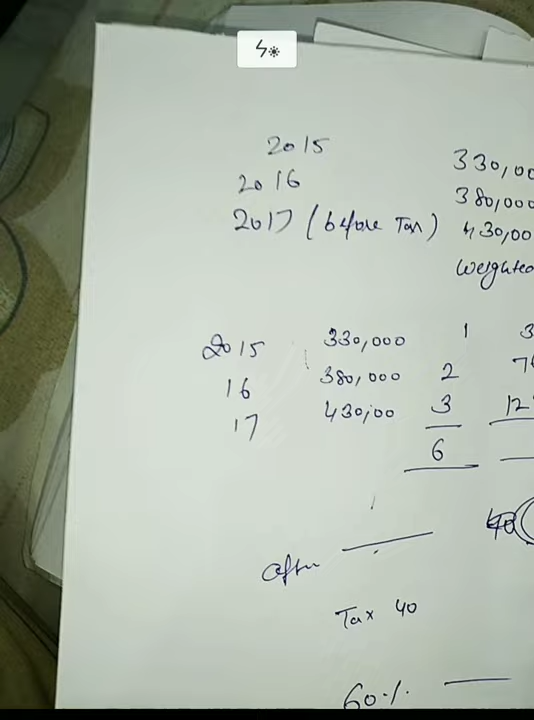 2015 330,00
2016 380,000
2017 (before Tax) 430,00
Weighted
2015 330,000 1 3
16 380,000 2 76
17 430,00 3 12
6
After
Tax 40
60%